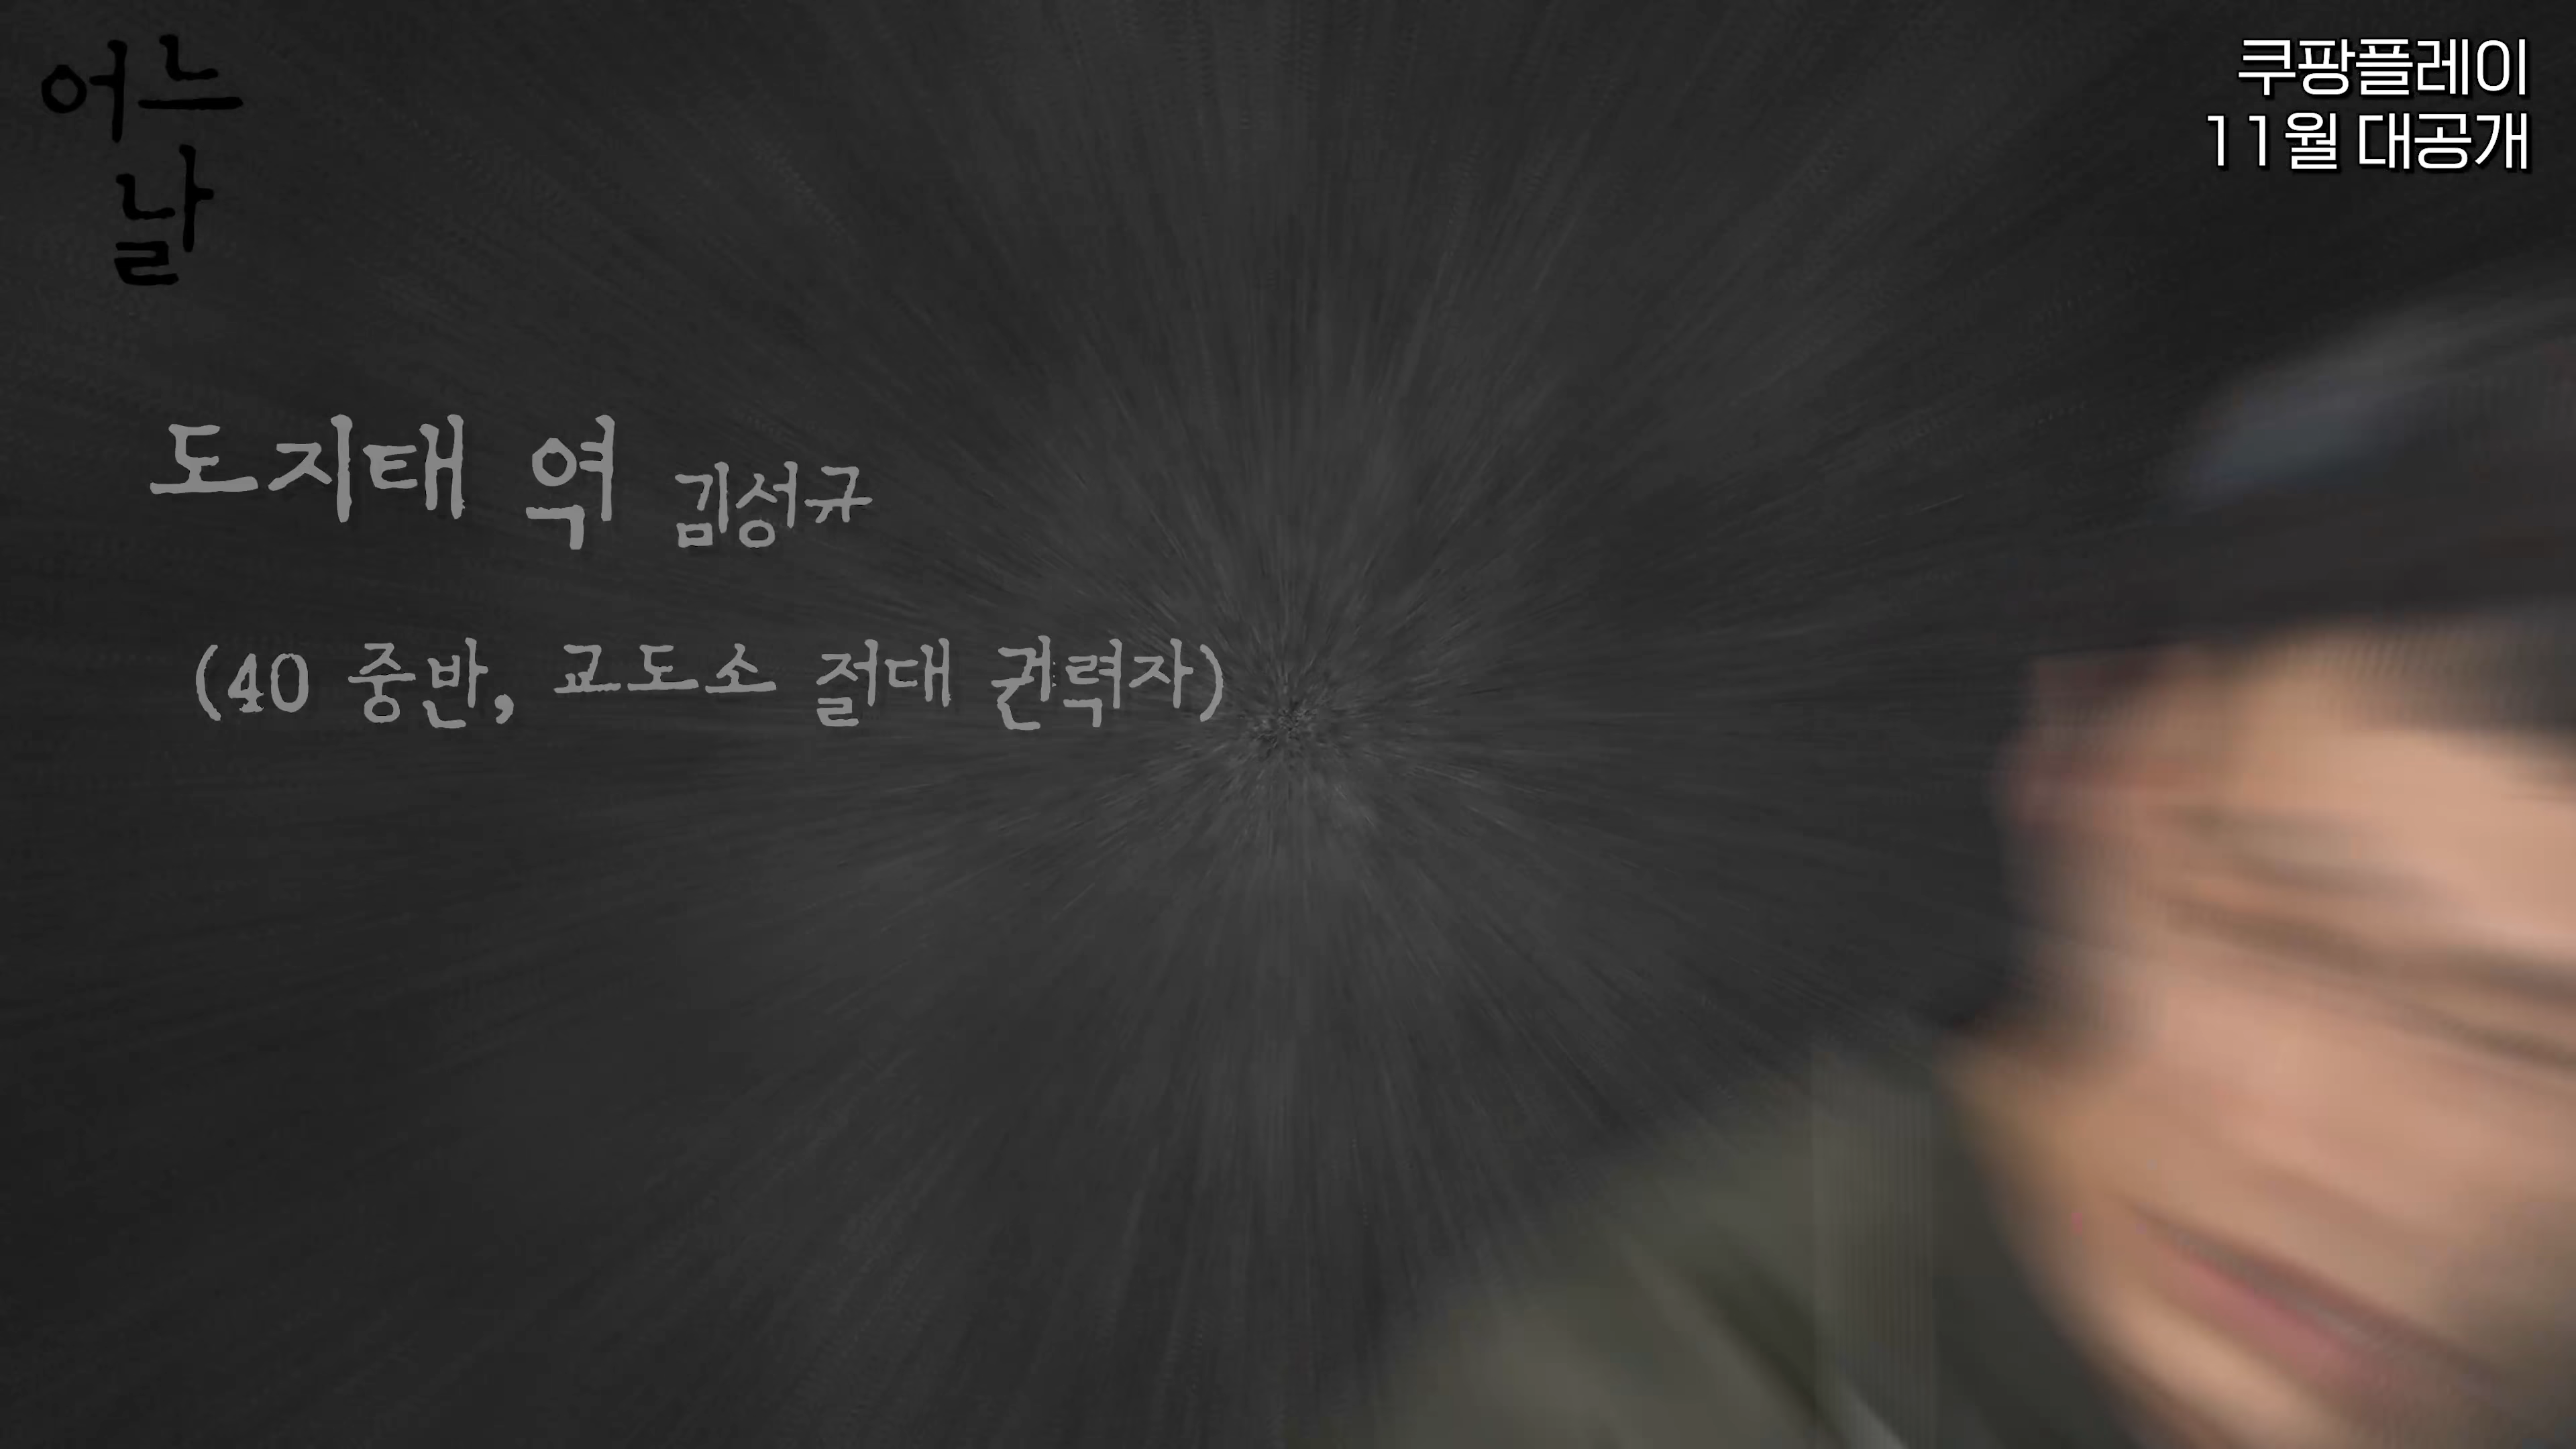 어느
날
쿠팡플레이
11월 대공개
도지태 역 김성규
(40 중반, 교도소 절대 권력자)